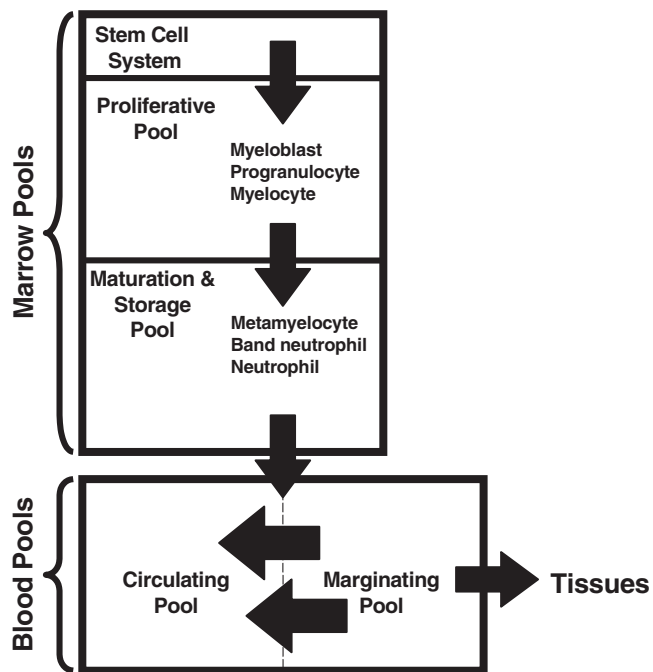 Marrow Pools
Stem Cell
System
Proliferative
Pool
Myeloblast
Progranulocyte
Myelocyte
Maturation &
Storage
Pool
Metamyelocyte
Band neutrophil
Neutrophil
Blood Pools
Circulating
Pool
Marginating
Pool
Tissues